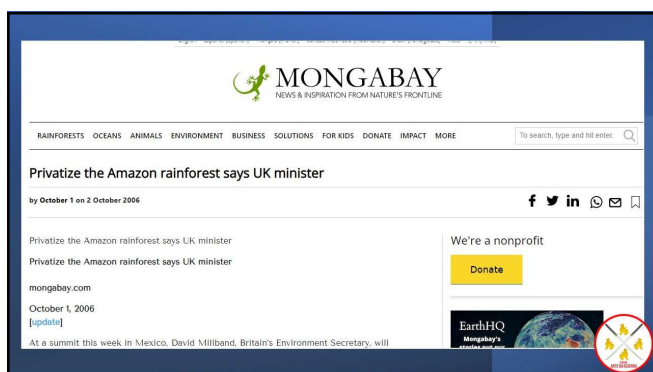 MONGABAY
NEWS & INSPIRATION FROM NATURE'S FRONTLINE
RAINFORESTS OCEANS ANIMALS ENVIRONMENT BUSINESS SOLUTIONS FOR KIDS DONATE IMPACT MORE
To search, type and hit enter:
Privatize the Amazon rainforest says UK minister
by October 1 on 2 October 2006
Privatize the Amazon rainforest says UK minister
Privatize the Amazon rainforest says UK minister
mongabay.com
October 1, 2006
[update]
At a summit this week in Mexico, David Miliband, Britain's Environment Secretary, will
We're a nonprofit
Donate
EarthHQ
Mongabay's
stories put our